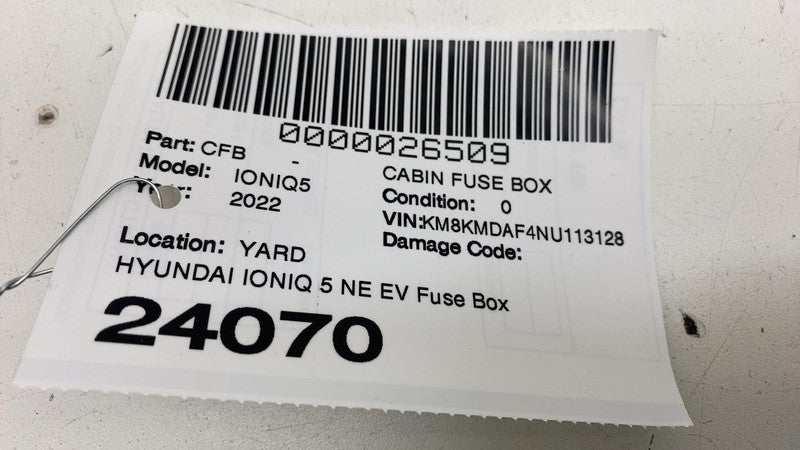 0000026509
Part: CFB - CABIN FUSE BOX
Model: IONIQ5 Condition: 0
Year: 2022 VIN:KM8KMDAF4NU113128
Damage Code:
Location: YARD
HYUNDAI IONIQ 5 NE EV Fuse Box
24070